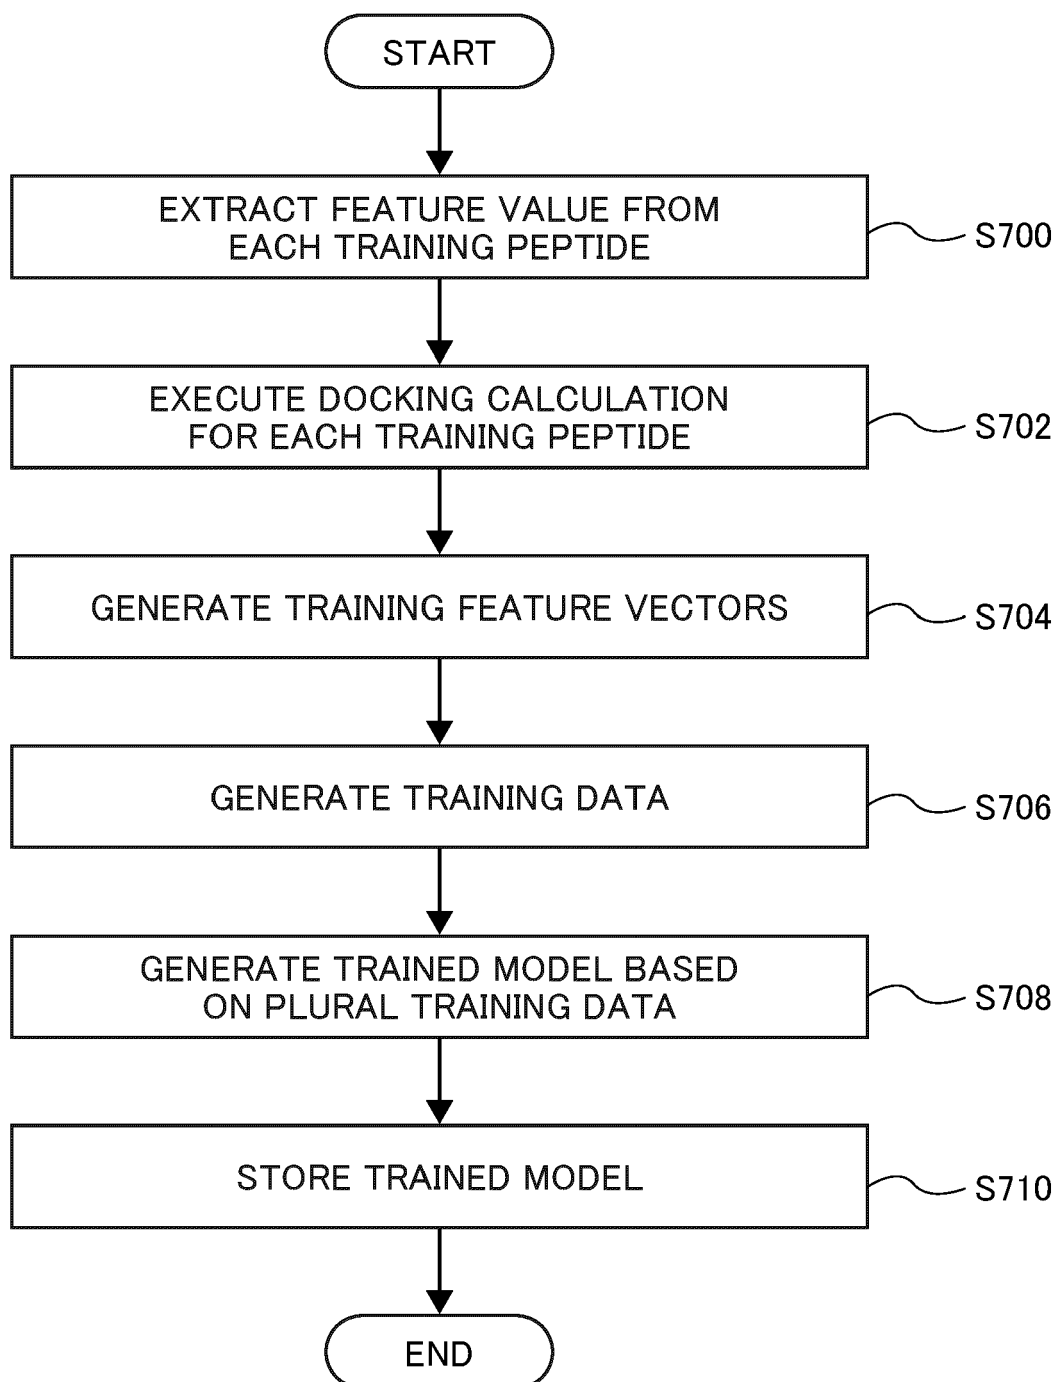 START
EXTRACT FEATURE VALUE FROM
EACH TRAINING PEPTIDE
S700
EXECUTE DOCKING CALCULATION
FOR EACH TRAINING PEPTIDE
S702
GENERATE TRAINING FEATURE VECTORS
S704
GENERATE TRAINING DATA
S706
GENERATE TRAINED MODEL BASED
ON PLURAL TRAINING DATA
S708
STORE TRAINED MODEL
S710
END